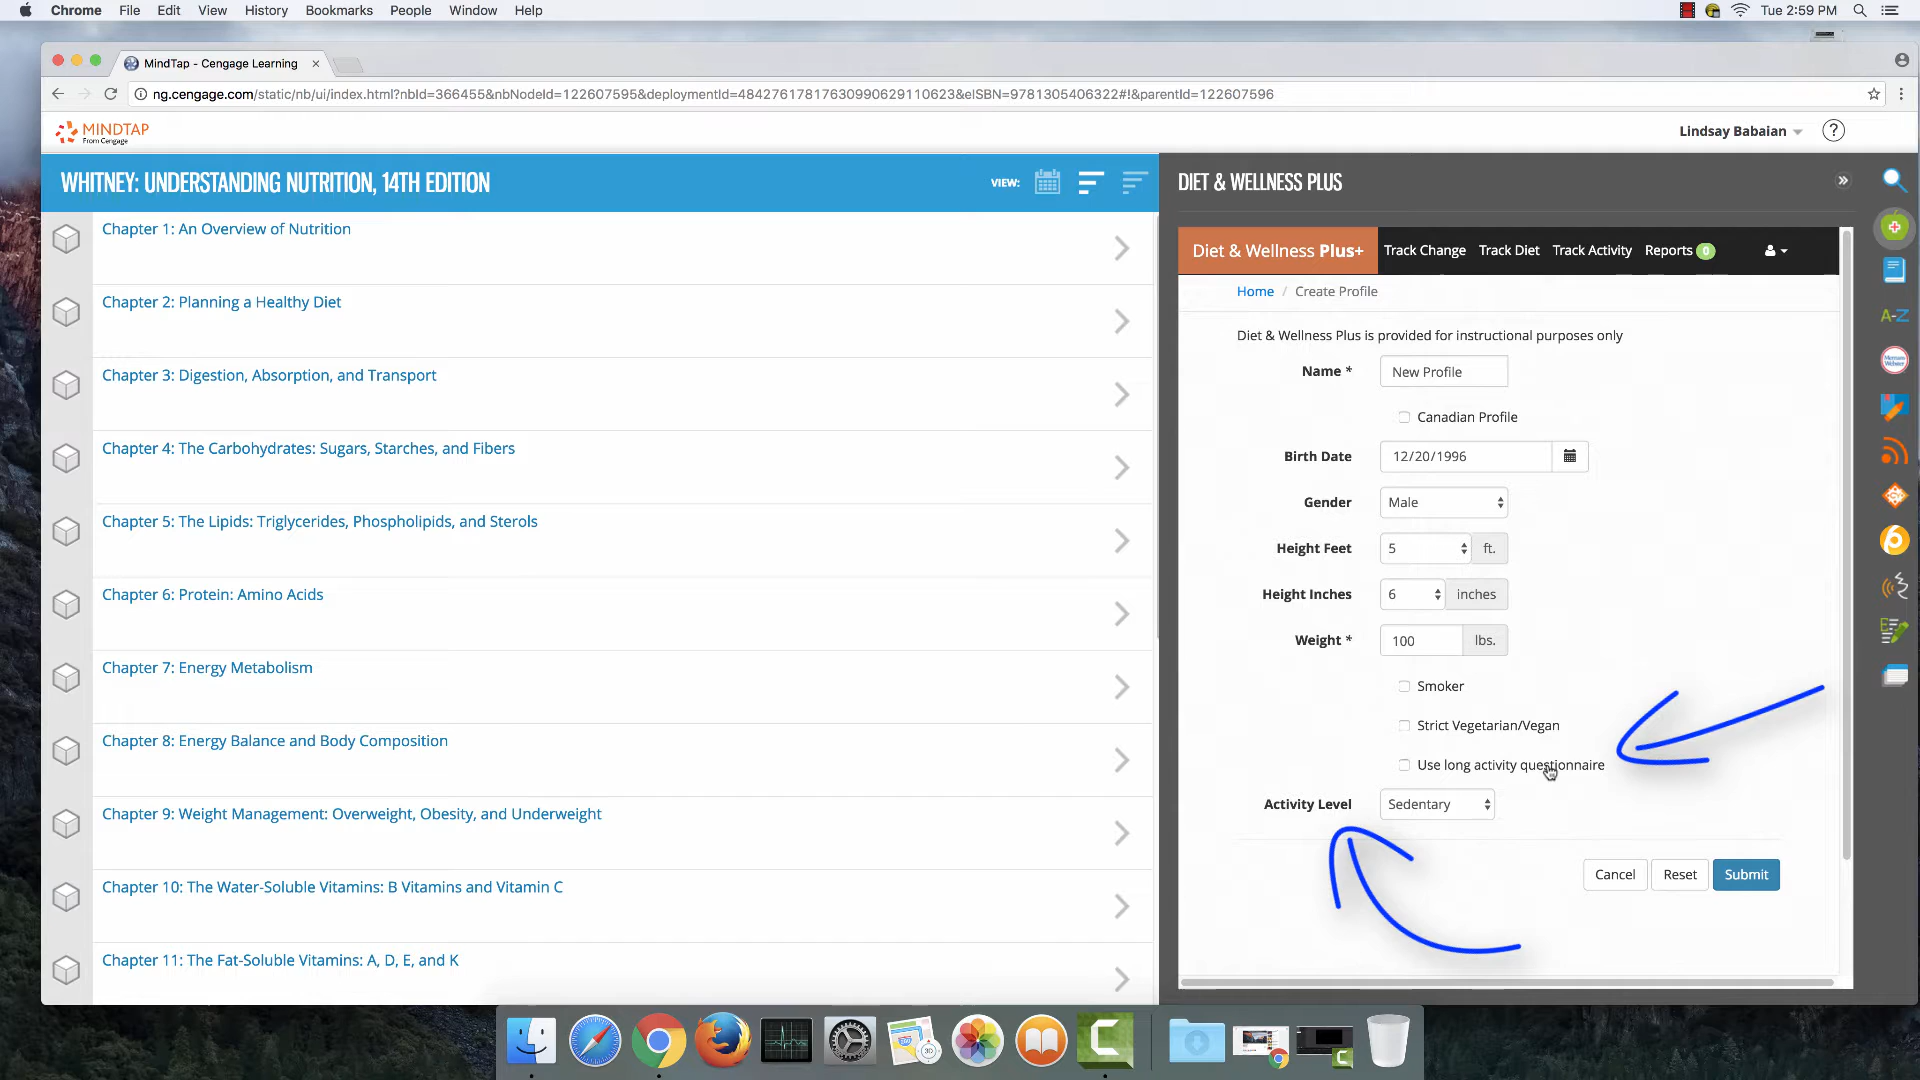 Chrome File Edit View History Bookmarks People Window Help Tue 2:59 PM
MindTap - Cengage Learning
ng.cengage.com/static/nb/ui/index.html?nbId=366455&nbNodeId=122607595&deploymentId=48427617817630990629110623&eISBN=9781305406322#!&parentId=122607596
MINDTAP
From Cengage
Lindsay Babaian ?
WHITNEY: UNDERSTANDING NUTRITION, 14TH EDITION
VIEW:
Chapter 1: An Overview of Nutrition
Chapter 2: Planning a Healthy Diet
Chapter 3: Digestion, Absorption, and Transport
Chapter 4: The Carbohydrates: Sugars, Starches, and Fibers
Chapter 5: The Lipids: Triglycerides, Phospholipids, and Sterols
Chapter 6: Protein: Amino Acids
Chapter 7: Energy Metabolism
Chapter 8: Energy Balance and Body Composition
Chapter 9: Weight Management: Overweight, Obesity, and Underweight
Chapter 10: The Water-Soluble Vitamins: B Vitamins and Vitamin C
Chapter 11: The Fat-Soluble Vitamins: A, D, E, and K
DIET & WELLNESS PLUS
Diet & Wellness Plus+ Track Change Track Diet Track Activity Reports 0
Home / Create Profile
Diet & Wellness Plus is provided for instructional purposes only
Name * New Profile
Canadian Profile
Birth Date 12/20/1996
Gender Male
Height Feet 5 ft.
Height Inches 6 inches
Weight * 100 lbs.
Smoker
Strict Vegetarian/Vegan
Use long activity questionnaire
Activity Level Sedentary
Cancel Reset Submit
A-Z